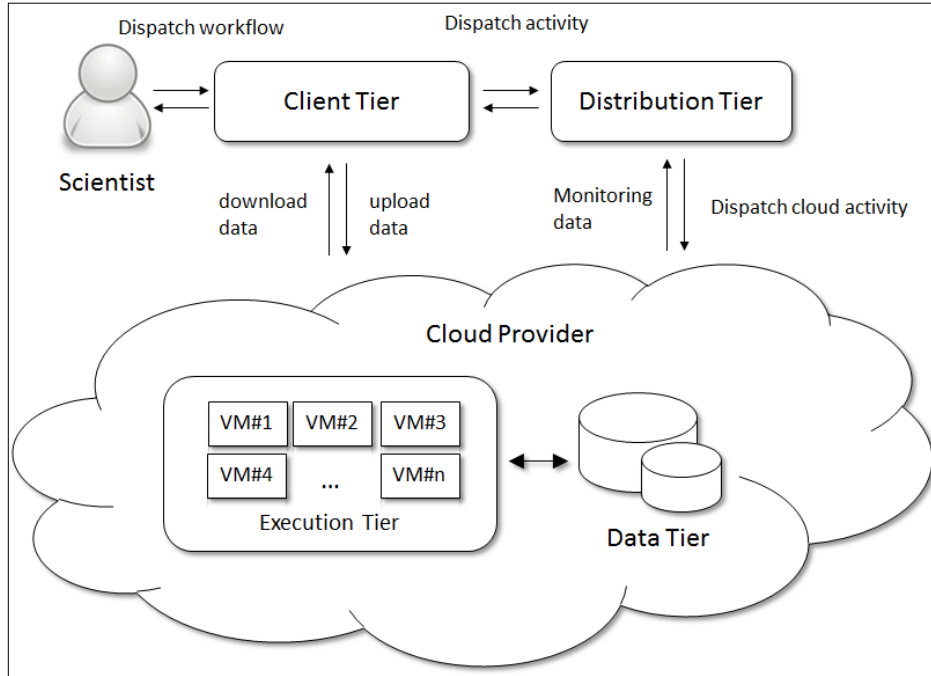 Dispatch workflow
Dispatch activity
Client Tier
Distribution Tier
Scientist
download
data
upload
data
Monitoring
data
Dispatch cloud activity
Cloud Provider
VM#1
VM#2
VM#3
VM#4
...
VM#n
Execution Tier
Data Tier